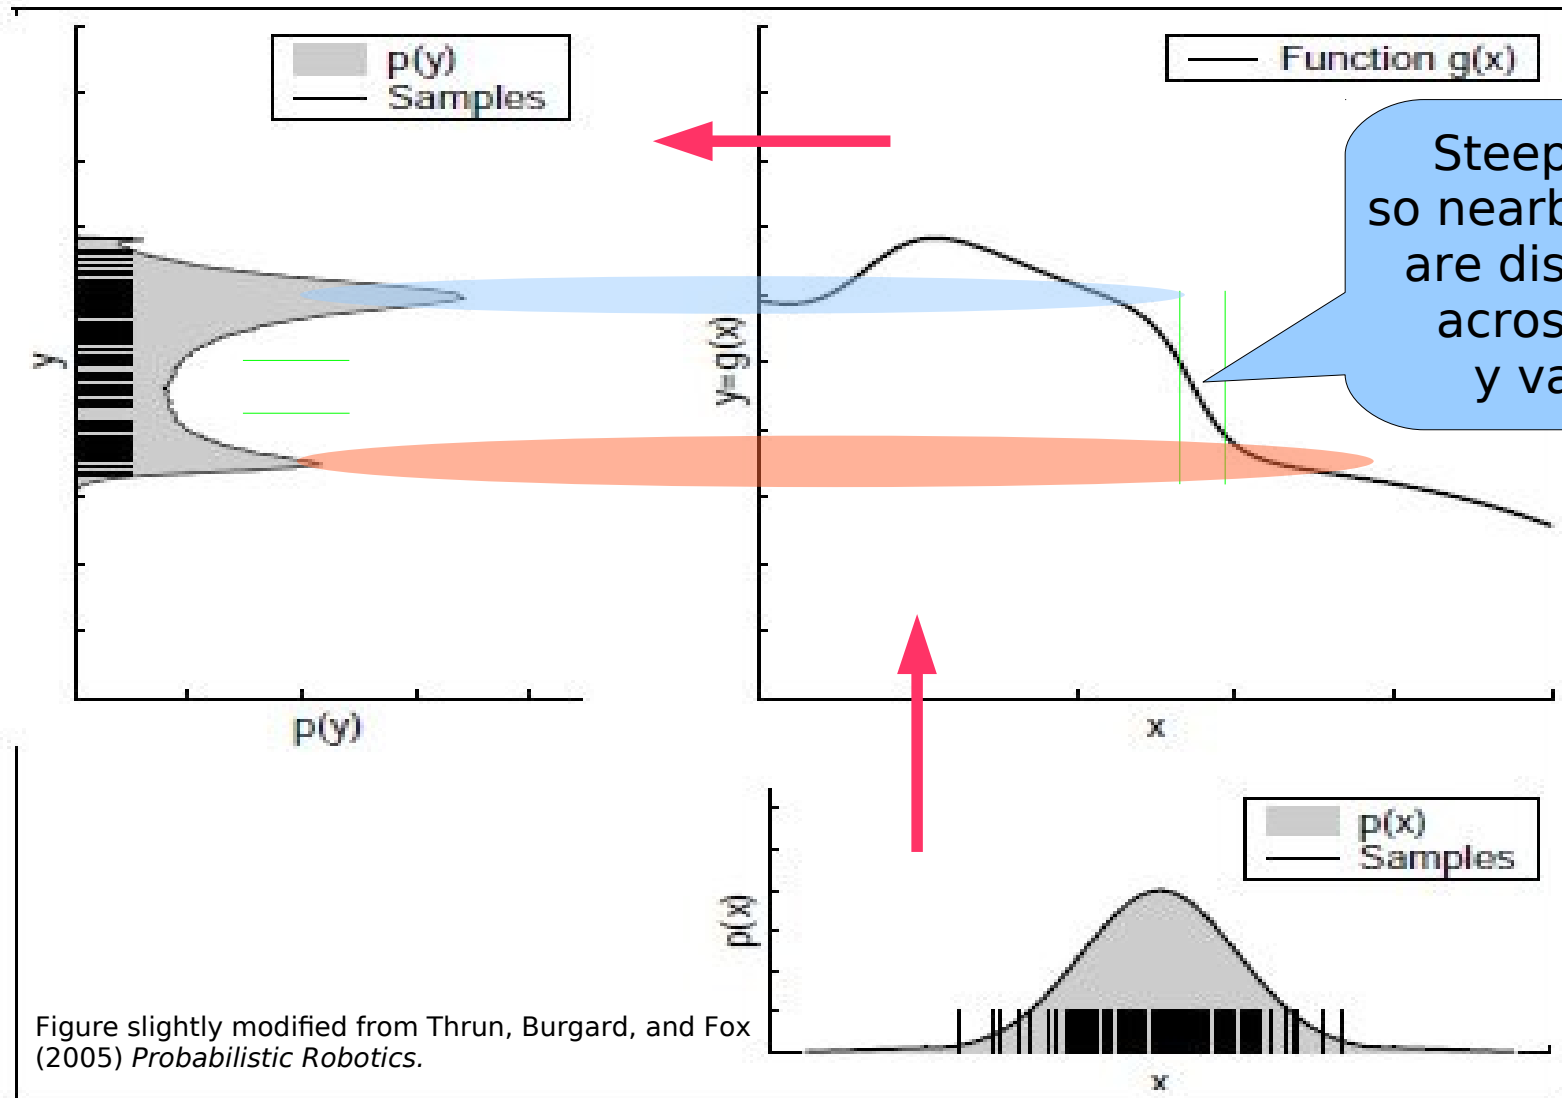 p(y)
Samples
Function g(x)
Steep
so nearb
are dis
acros
y va
y
y=g(x)
p(y)
x
p(x)
Samples
p(x)
x
Figure slightly modified from Thrun, Burgard, and Fox
(2005) Probabilistic Robotics.